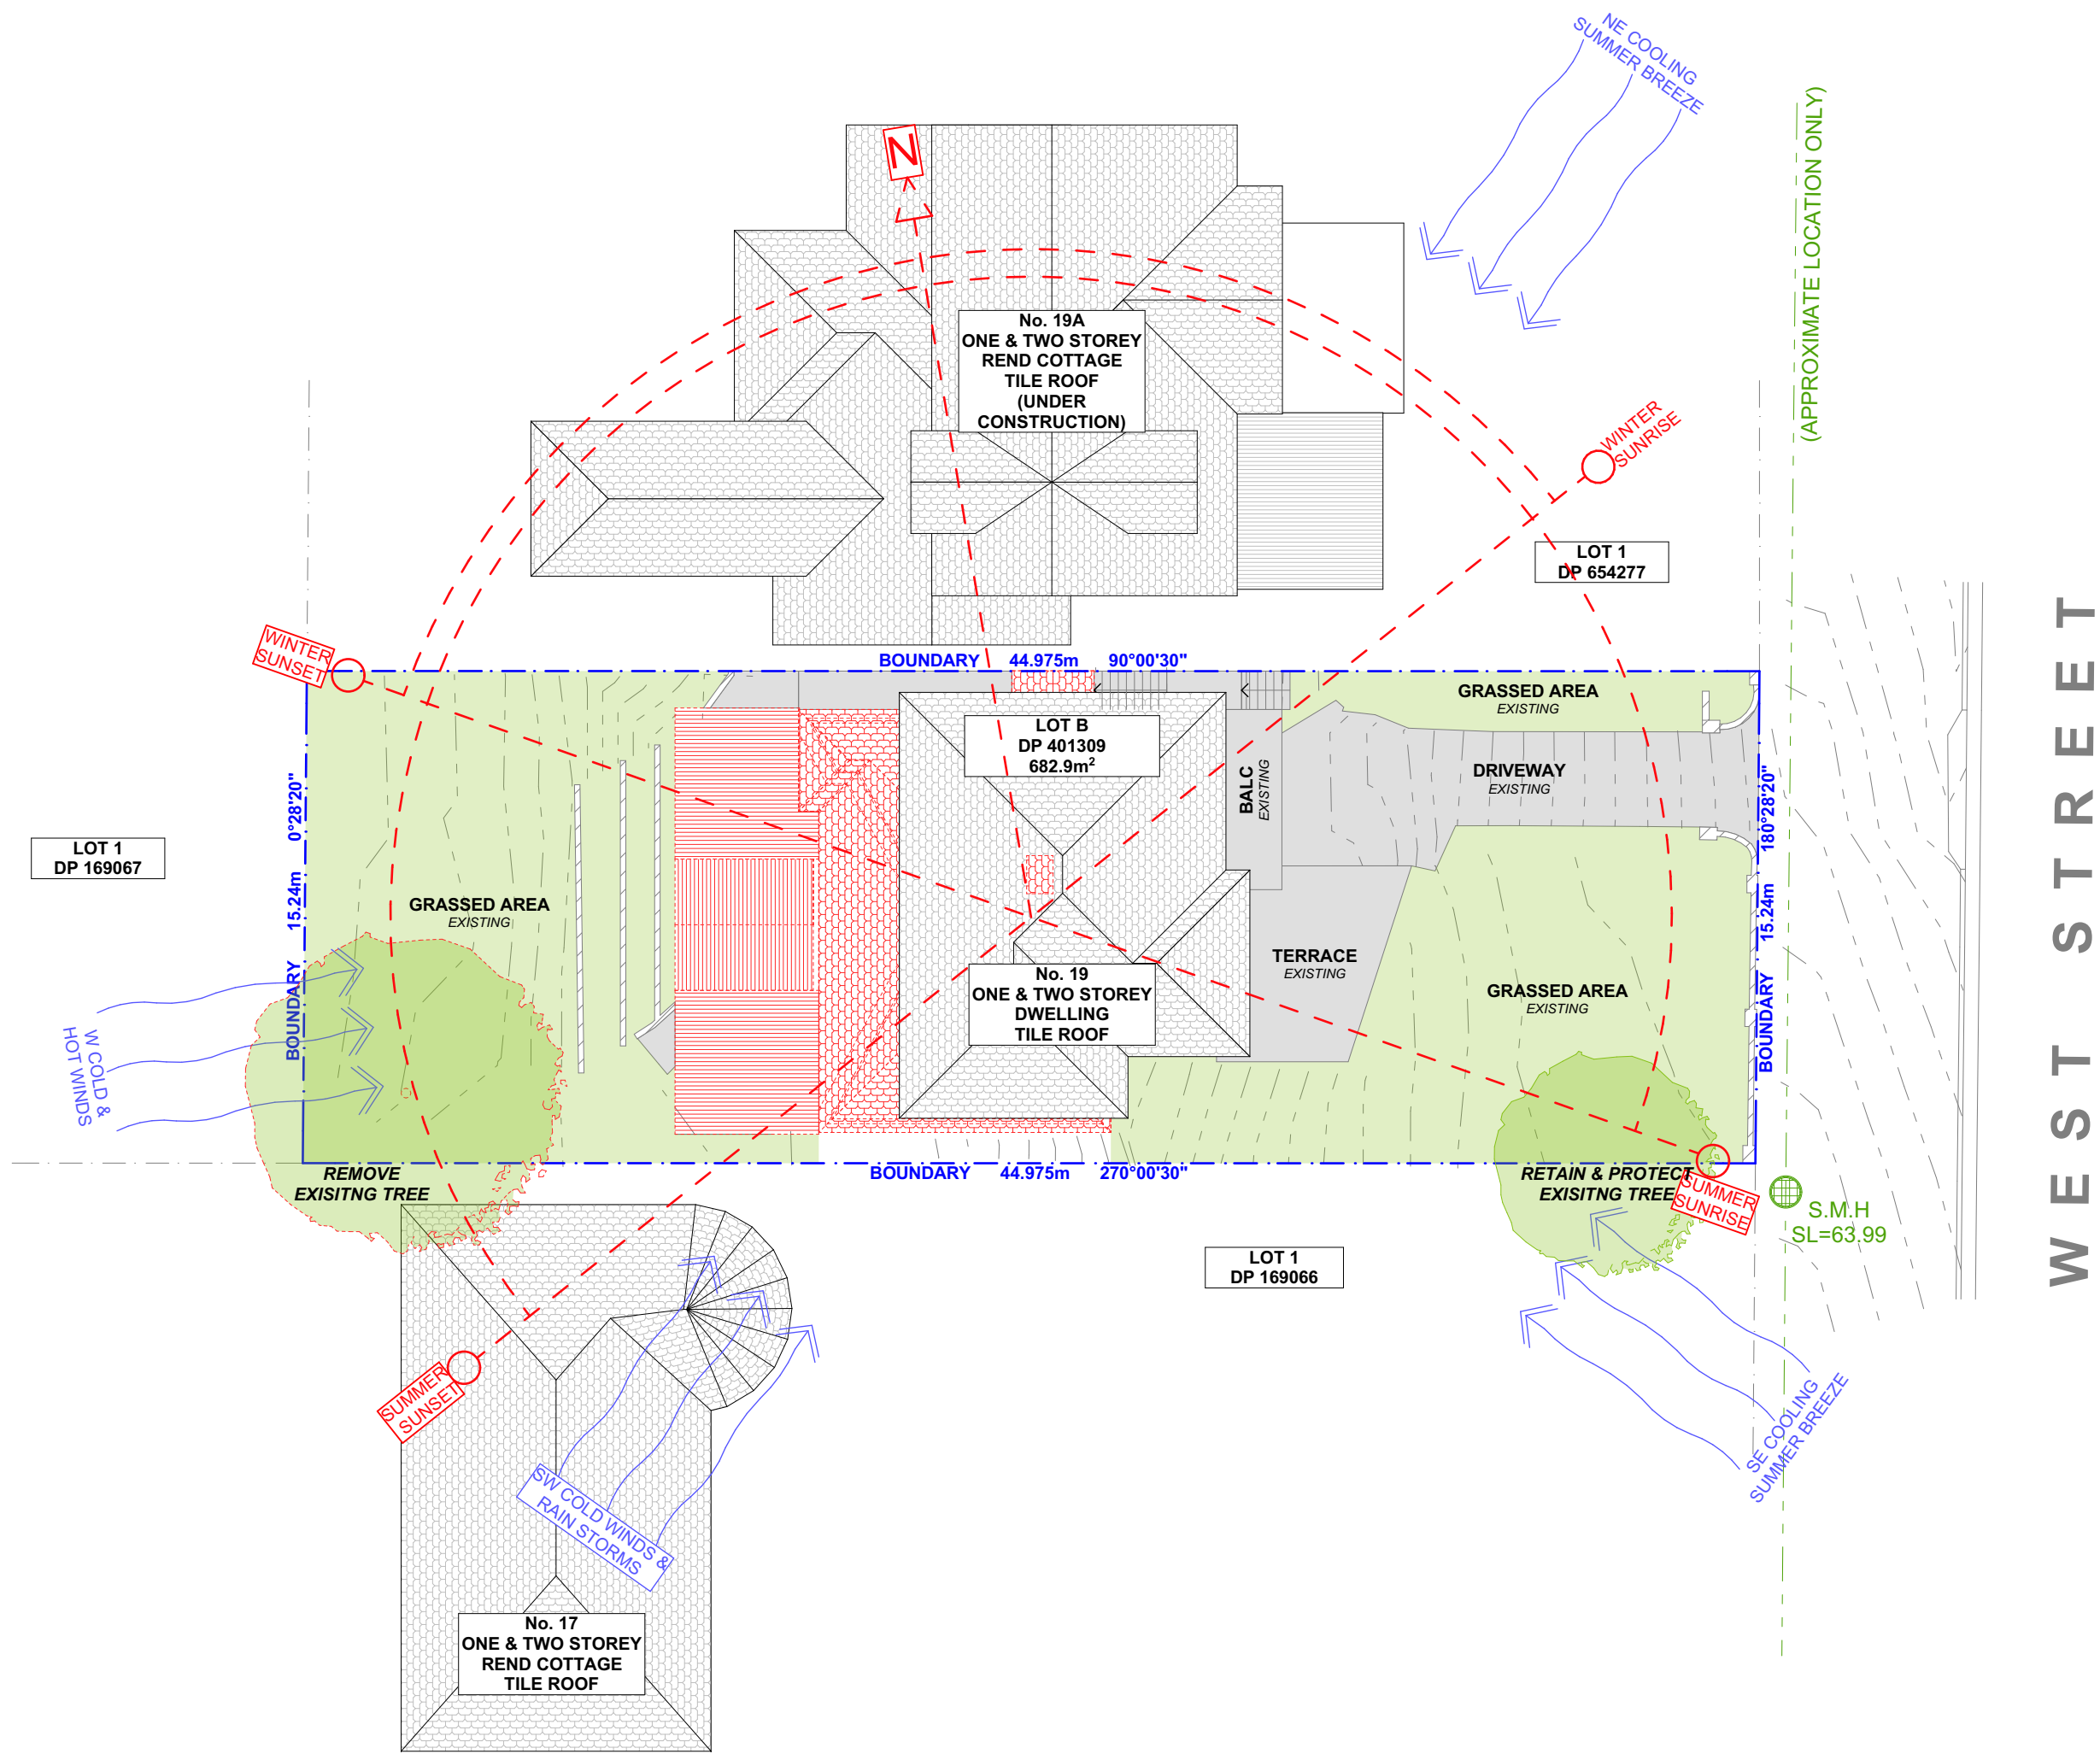 NE COOLING
SUMMER BREEZE
(APPROXIMATE LOCATION ONLY)
N
No. 19A
ONE & TWO STOREY
REND COTTAGE
TILE ROOF
(UNDER
CONSTRUCTION)
WINTER
SUNRISE
LOT 1
DP 654277
WEST STREET
WINTER
SUNSET
BOUNDARY 44.975m 90°00'30"
GRASSED AREA
EXISTING
LOT B
DP 401309
682.9m²
BALC
EXISTING
DRIVEWAY
EXISTING
BOUNDARY 15.24m 180°28'20"
BOUNDARY 15.24m 0°28'20"
LOT 1
DP 169067
GRASSED AREA
EXISTING
TERRACE
EXISTING
No. 19
ONE & TWO STOREY
DWELLING
TILE ROOF
GRASSED AREA
EXISTING
W COLD &
HOT WINDS
REMOVE
EXISITNG TREE
BOUNDARY 44.975m 270°00'30"
RETAIN & PROTECT
EXISITNG TREE
SUMMER
SUNRISE
S.M.H
SL=63.99
LOT 1
DP 169066
SUMMER
SUNSET
SE COOLING
SUMMER BREEZE
SW COLD WINDS &
RAIN STORMS
No. 17
ONE & TWO STOREY
REND COTTAGE
TILE ROOF